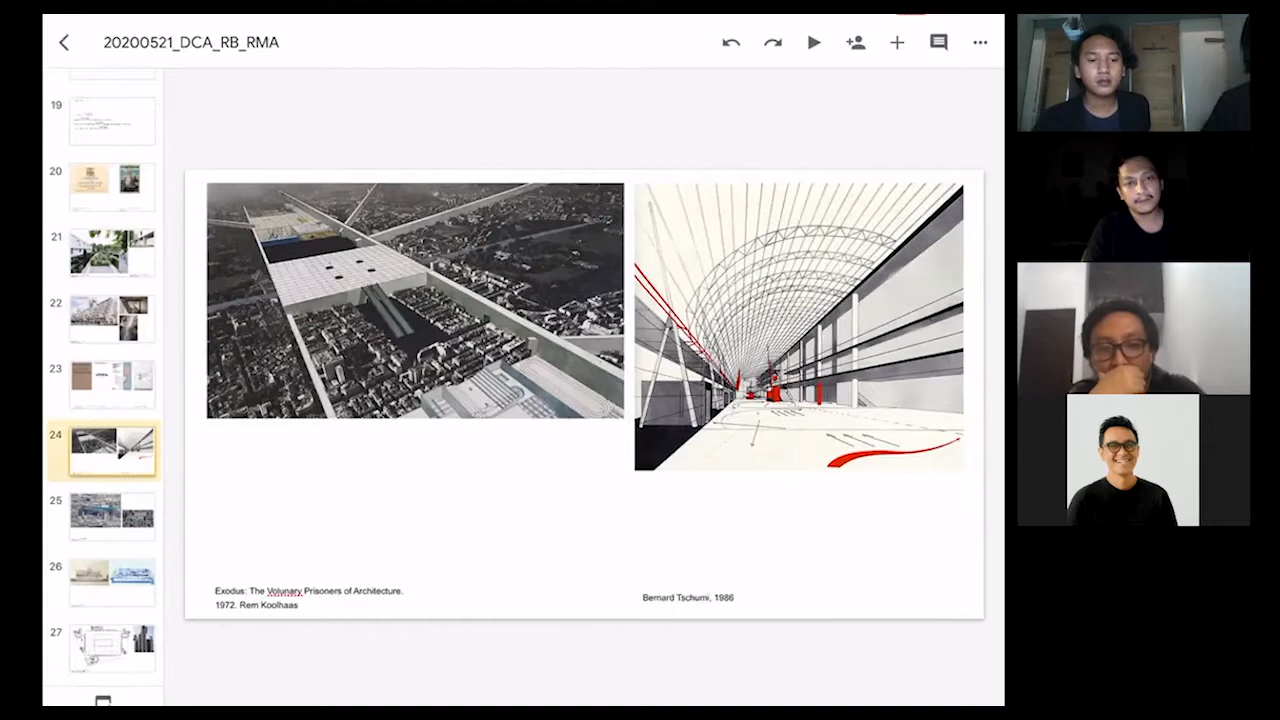 20200521_DCA_RB_RMA
19
20
21
22
23
24
25
26
27
Exodus: The Volunary Prisoners of Architecture.
1972. Rem Koolhaas
Bernard Tschumi, 1986